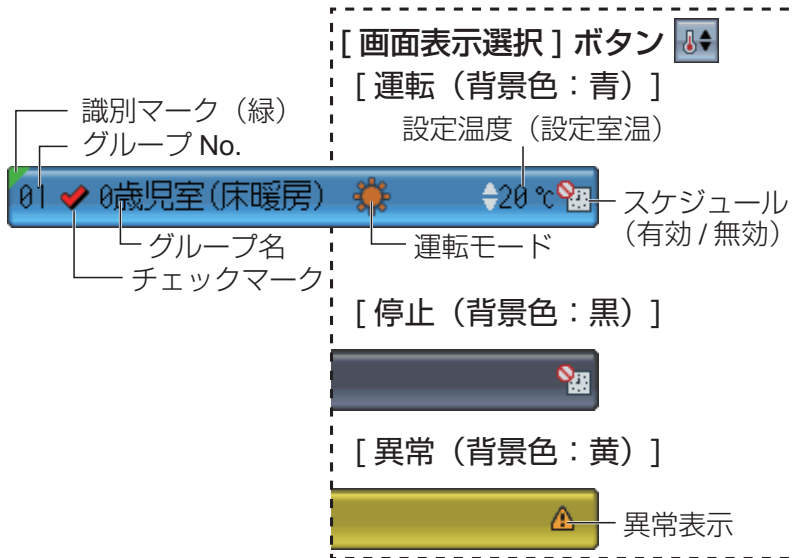 [ 画面表示選択 ] ボタン
[ 運転（背景色：青）]
識別マーク（緑）
設定温度（設定室温）
グループ No.
01 0歳児室(床暖房) 20 ℃
スケジュール
（有効 / 無効）
グループ名
運転モード
チェックマーク
[ 停止（背景色：黒）]
[ 異常（背景色：黄）]
異常表示